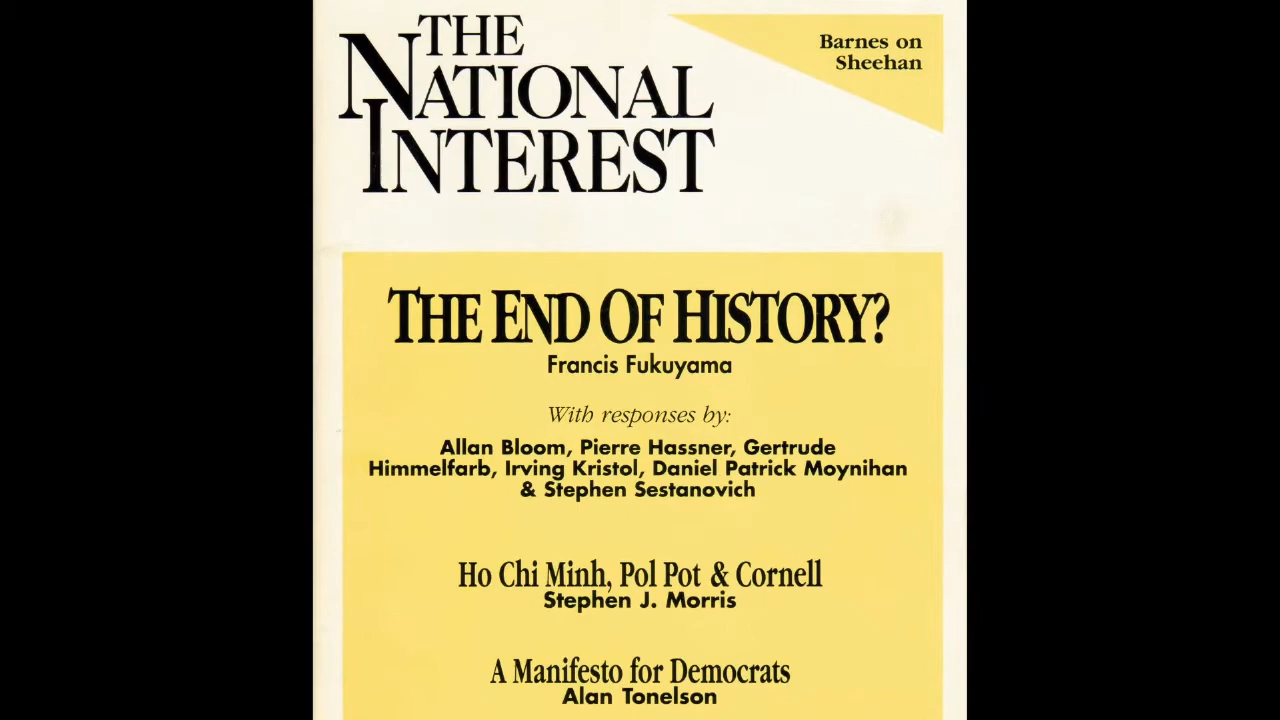 THE
NATIONAL
INTEREST
Barnes on
Sheehan
THE END OF HISTORY?
Francis Fukuyama
With responses by:
Allan Bloom, Pierre Hassner, Gertrude
Himmelfarb, Irving Kristol, Daniel Patrick Moynihan
& Stephen Sestanovich
Ho Chi Minh, Pol Pot & Cornell
Stephen J. Morris
A Manifesto for Democrats
Alan Tonelson